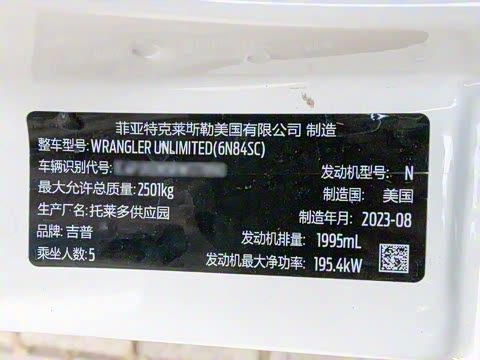 菲亚特克莱斯勒美国有限公司 制造
整车型号:WRANGLER UNLIMITED(6N84SC)
车辆识别代号:
发动机型号: N
最大允许总质量:2501kg
制造国: 美国
生产厂名:托莱多供应园
制造年月: 2023-08
品牌:吉普
发动机排量: 1995mL
乘坐人数:5
发动机最大净功率: 195.4kW